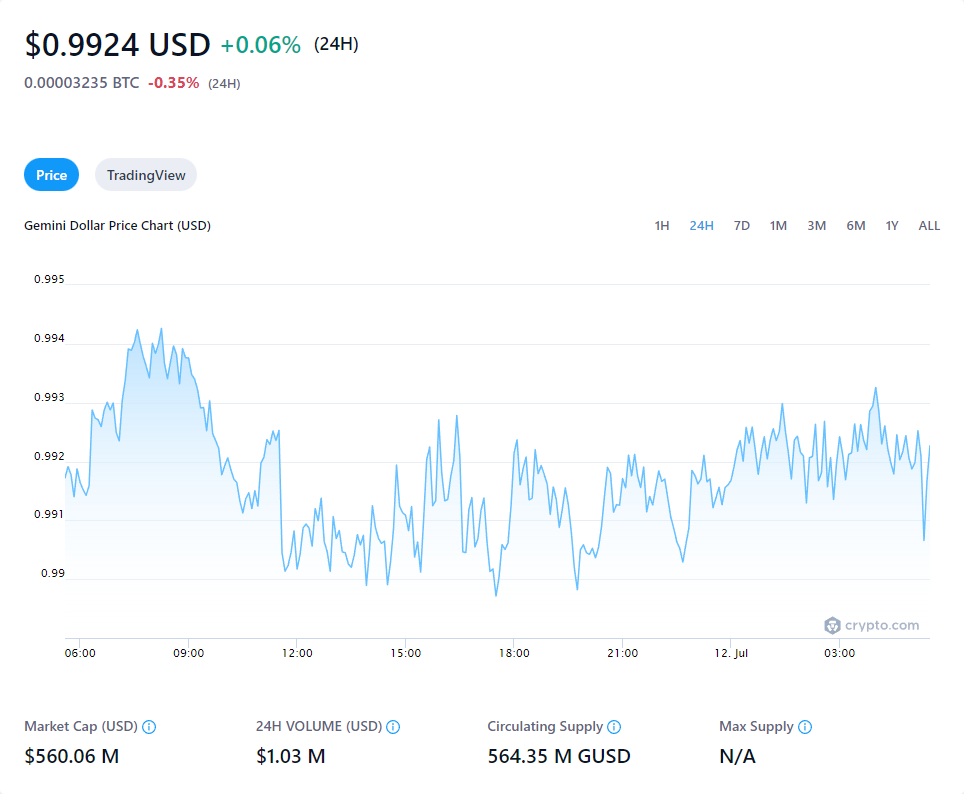 $0.9924 USD +0.06% (24H)
0.00003235 BTC -0.35% (24H)
Price TradingView
Gemini Dollar Price Chart (USD) 1H 24H 7D 1M 3M 6M 1Y ALL
0.995
0.994
0.993
0.992
0.991
0.99
crypto.com
06:00 09:00 12:00 15:00 18:00 21:00 12. Jul 03:00
Market Cap (USD) 24H VOLUME (USD) Circulating Supply Max Supply
$560.06 M $1.03 M 564.35 M GUSD N/A